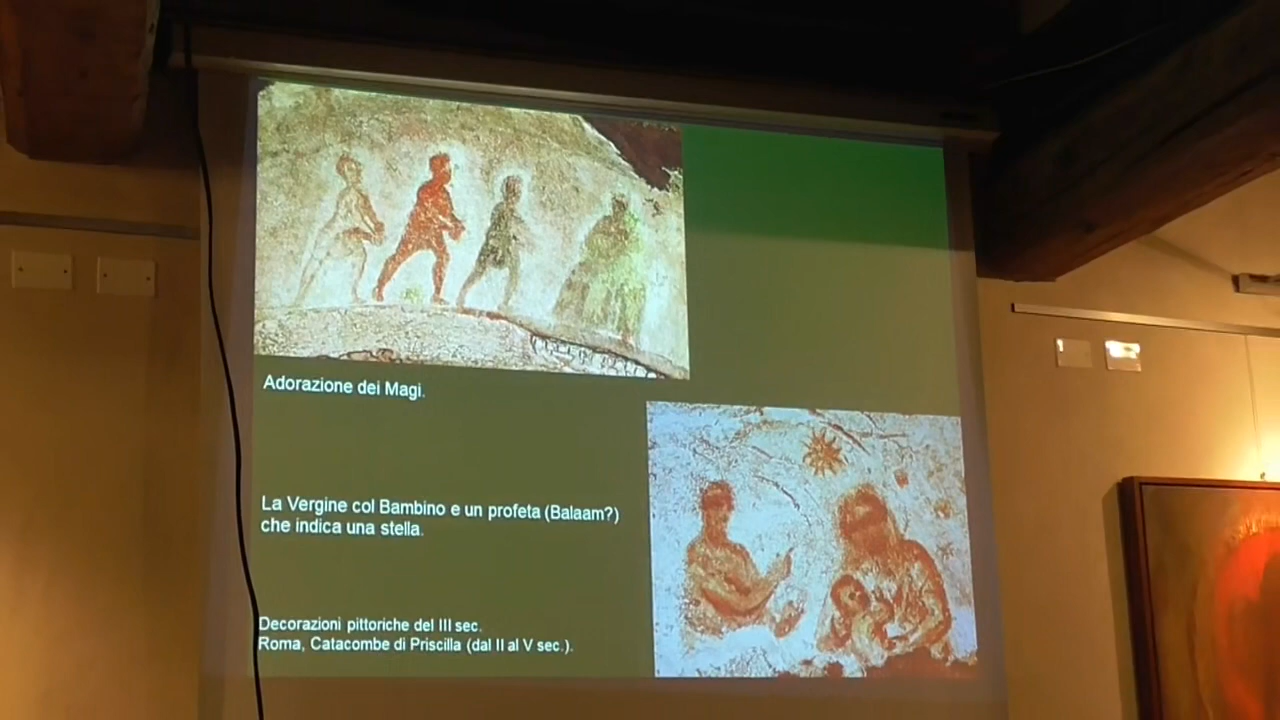 Adorazione dei Magi.
La Vergine col Bambino e un profeta (Balaam?)
che indica una stella.
Decorazioni pittoriche del III sec.
Roma, Catacombe di Priscilla (dal II al V sec.).